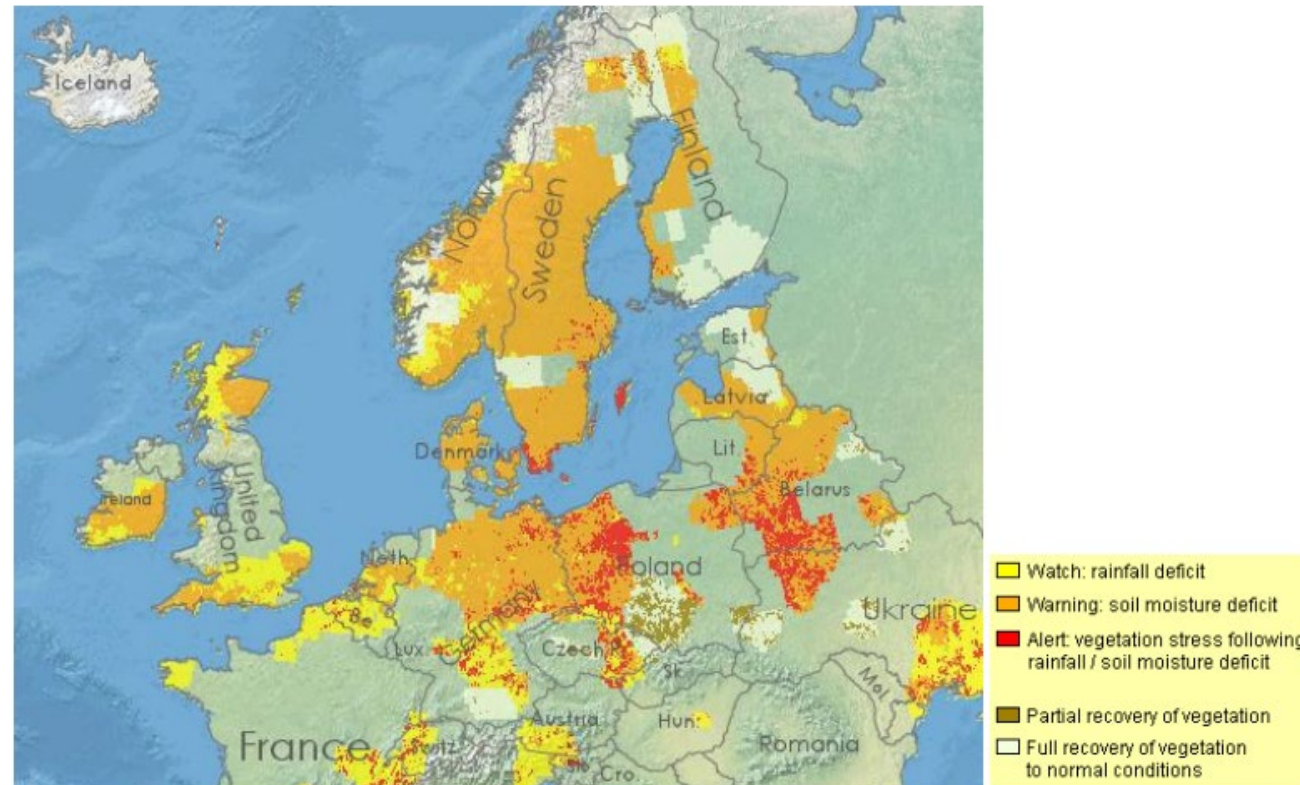 Iceland
Norwa
Sweden
Finland
Est.
Latvia
Lit.
Denmark
Ireland
United
Kingdom
Belarus
Neth.
Poland
Be
Germany
Ukraine
Lux.
Czech
Sk.
Mol.
Austria
Hun.
France
Switz.
Romania
Cro.
Watch: rainfall deficit
Warning: soil moisture deficit
Alert: vegetation stress following
rainfall / soil moisture deficit
Partial recovery of vegetation
Full recovery of vegetation
to normal conditions